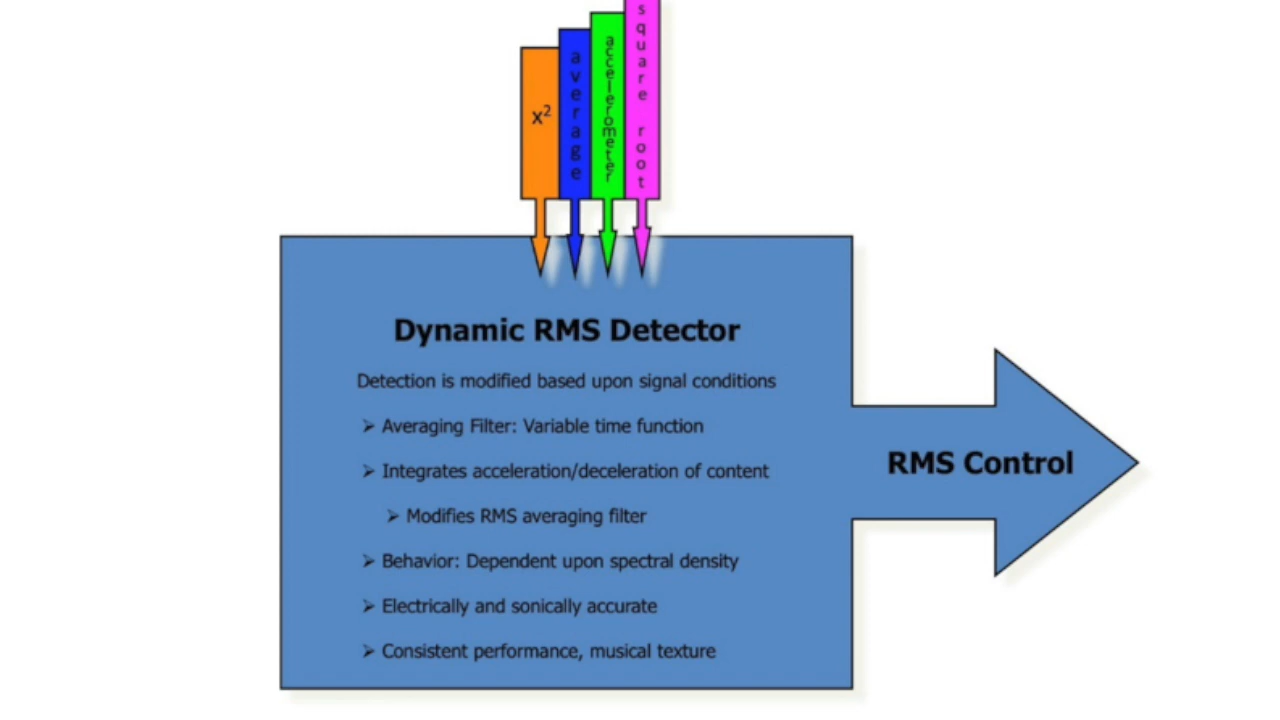 x²
average
accelerometer
square root
Dynamic RMS Detector
Detection is modified based upon signal conditions
➢ Averaging Filter: Variable time function
➢ Integrates acceleration/deceleration of content
➢ Modifies RMS averaging filter
➢ Behavior: Dependent upon spectral density
➢ Electrically and sonically accurate
➢ Consistent performance, musical texture
RMS Control